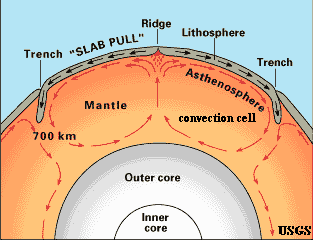 Ridge
"SLAB PULL"
Lithosphere
Trench
Trench
Asthenosphere
Mantle
convection cell
700 km
Outer core
Inner
core
USGS